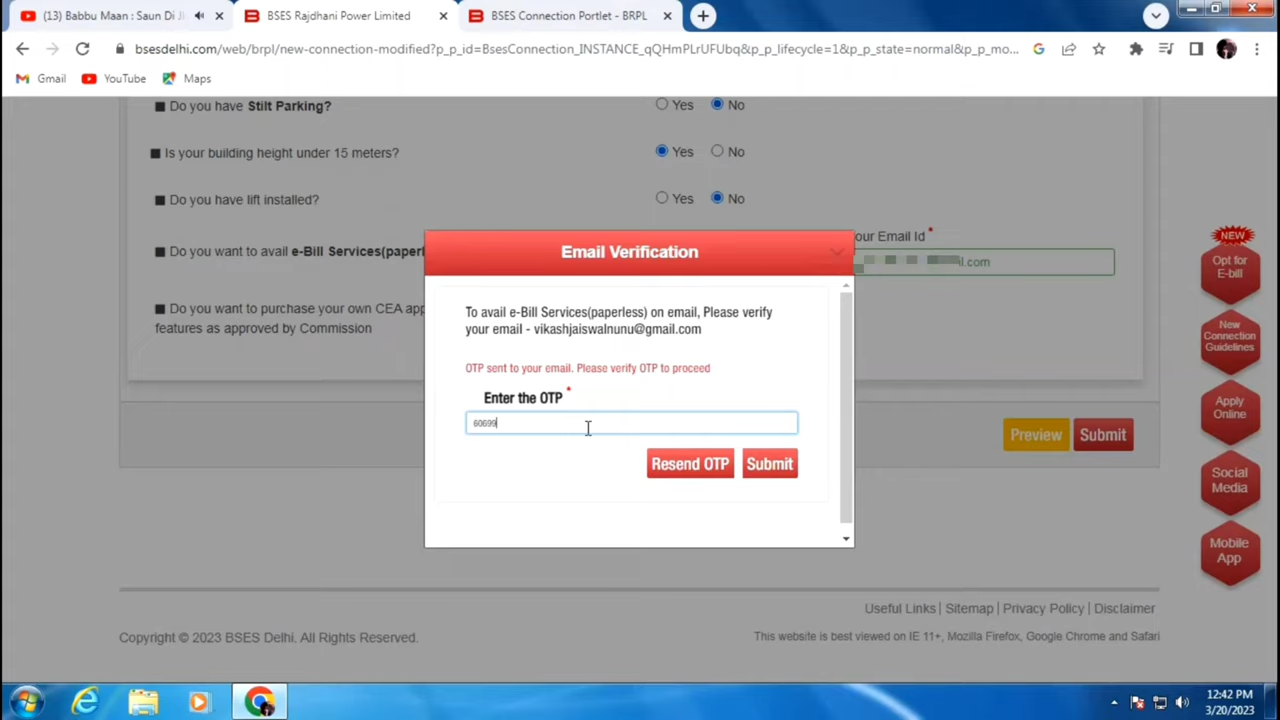 (13) Babbu Maan : Saun Di Ji
BSES Rajdhani Power Limited
BSES Connection Portlet - BRPL
bsesdelhi.com/web/brpl/new-connection-modified?p_p_id=BsesConnection_INSTANCE_qQHmPLrUFUbq&p_p_lifecycle=1&p_p_state=normal&p_p_mo...
Gmail
YouTube
Maps
Do you have Stilt Parking?
Yes
No
Is your building height under 15 meters?
Yes
No
Do you have lift installed?
Yes
No
Do you want to avail e-Bill Services(paperl
our Email Id *
l.com
Do you want to purchase your own CEA app
features as approved by Commission
Email Verification
To avail e-Bill Services(paperless) on email, Please verify
your email - vikashjaiswalnunu@gmail.com
OTP sent to your email. Please verify OTP to proceed
Enter the OTP *
60699
Resend OTP
Submit
Preview
Submit
NEW
Opt for
E-bill
New
Connection
Guidelines
Apply
Online
Social
Media
Mobile
App
Useful Links | Sitemap | Privacy Policy | Disclaimer
Copyright © 2023 BSES Delhi. All Rights Reserved.
This website is best viewed on IE 11+, Mozilla Firefox, Google Chrome and Safari
12:42 PM
3/20/2023